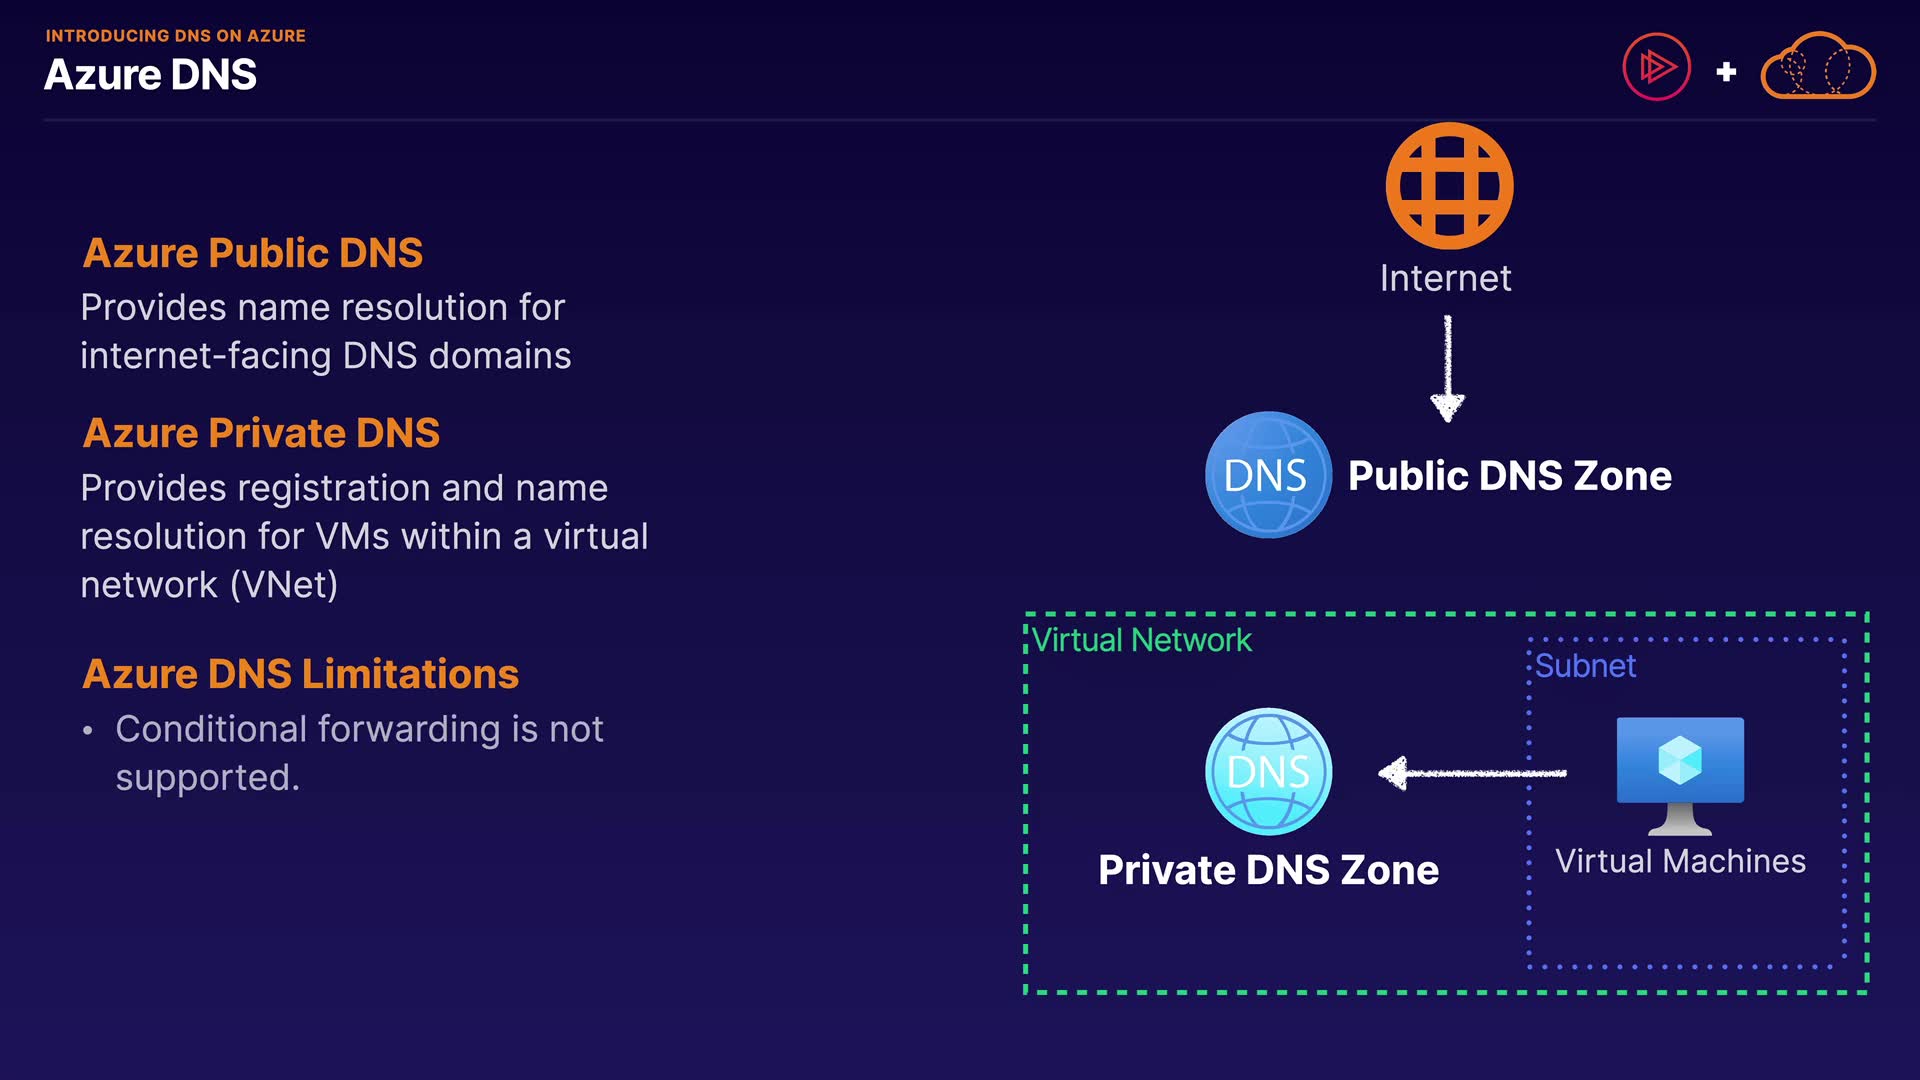 INTRODUCING DNS ON AZURE
Azure DNS
Azure Public DNS
Provides name resolution for
internet-facing DNS domains
Azure Private DNS
Provides registration and name
resolution for VMs within a virtual
network (VNet)
Azure DNS Limitations
• Conditional forwarding is not
supported.
Internet
DNS
Public DNS Zone
Virtual Network
Subnet
DNS
Private DNS Zone
Virtual Machines